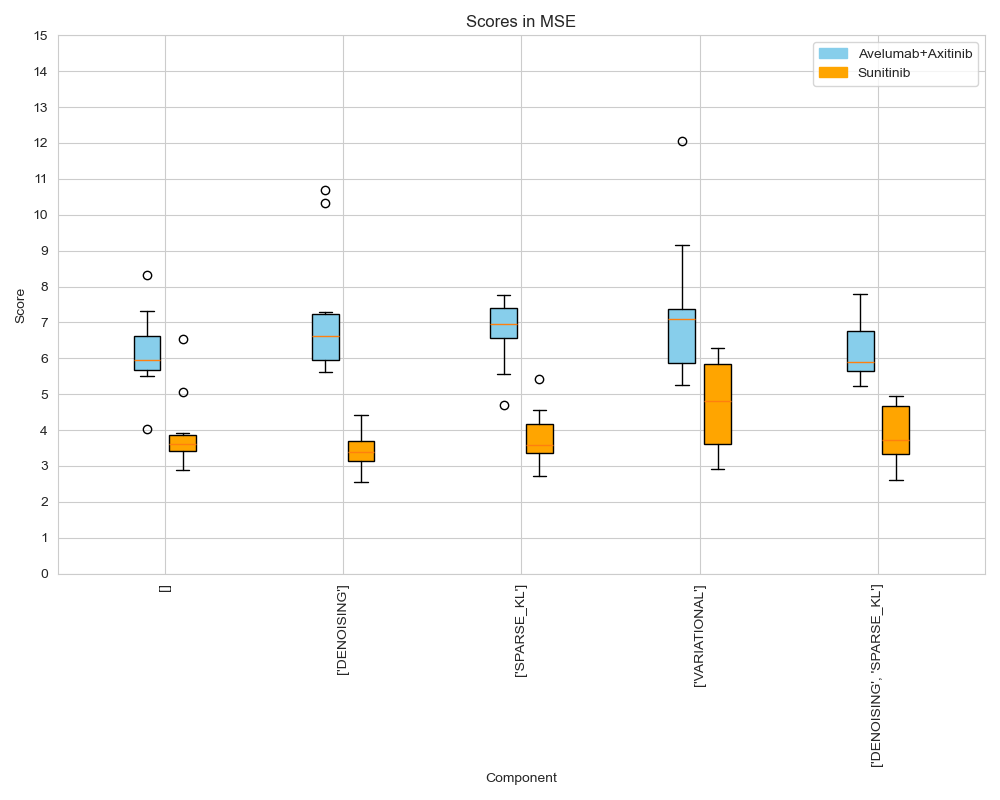 Scores in MSE
Avelumab+Axitinib
Sunitinib
15
14
13
12
11
10
9
8
7
6
5
4
3
2
1
0
Score
[]
['DENOISING']
['SPARSE_KL']
['VARIATIONAL']
['DENOISING', 'SPARSE_KL']
Component